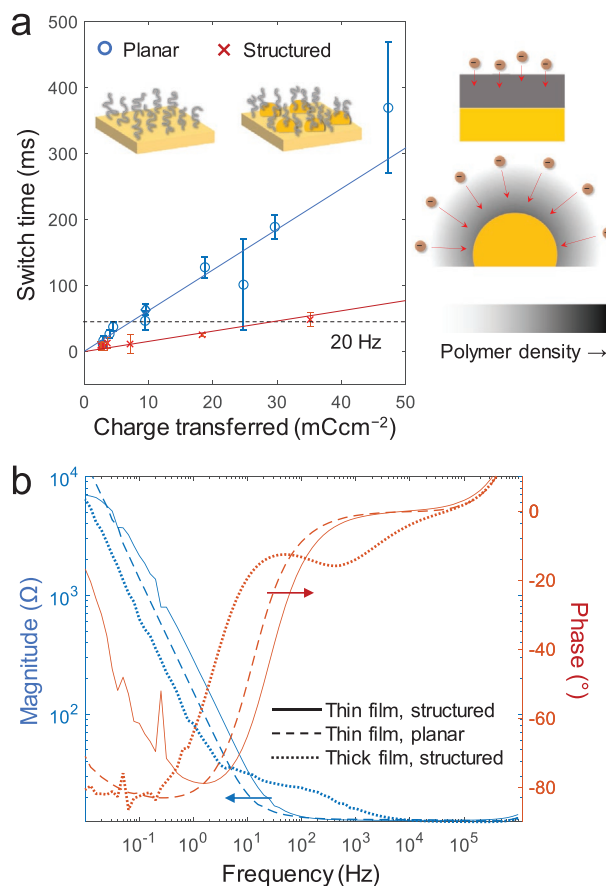 a
Planar
Structured
500
400
300
200
100
0
Switch time (ms)
20 Hz
0 10 20 30 40 50
Charge transferred (mCcm⁻²)
Polymer density →
b
10⁴
10³
10²
Magnitude (Ω)
0
-20
-40
-60
-80
Phase (°)
Thin film, structured
Thin film, planar
Thick film, structured
10⁻¹ 10⁰ 10¹ 10² 10³ 10⁴ 10⁵
Frequency (Hz)